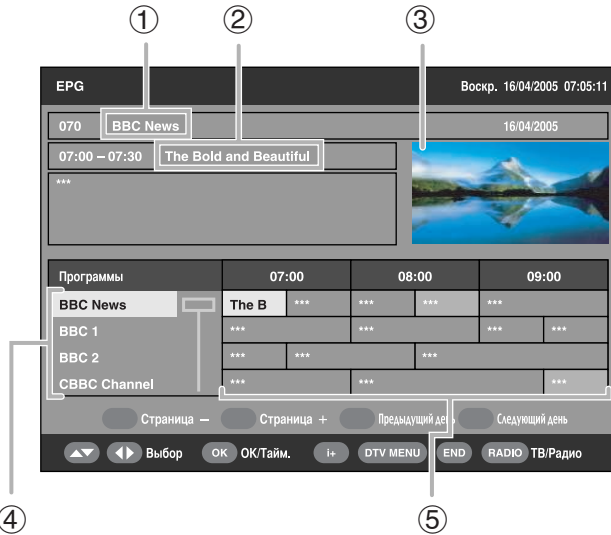 ① ② ③
EPG Воскр. 16/04/2005 07:05:11
070 BBC News 16/04/2005
07:00 – 07:30 The Bold and Beautiful
***
Программы 07:00 08:00 09:00
BBC News The B *** *** *** ***
BBC 1 *** *** *** ***
BBC 2 *** *** ***
CBBC Channel *** *** ***
Страница – Страница + Предыдущий день Следующий день
▲▼ ◀▶ Выбор OK ОК/Тайм. i+ DTV MENU END RADIO ТВ/Радио
④ ⑤